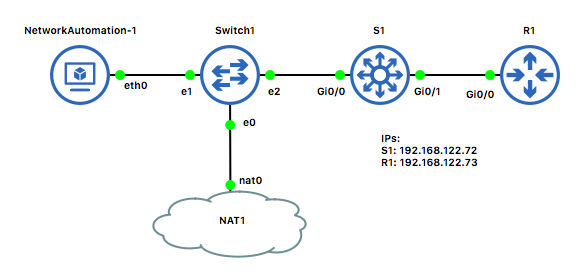 NetworkAutomation-1
Switch1
S1
R1
eth0
e1
e2
Gi0/0
Gi0/1
Gi0/0
e0
IPs:
S1: 192.168.122.72
R1: 192.168.122.73
nat0
NAT1